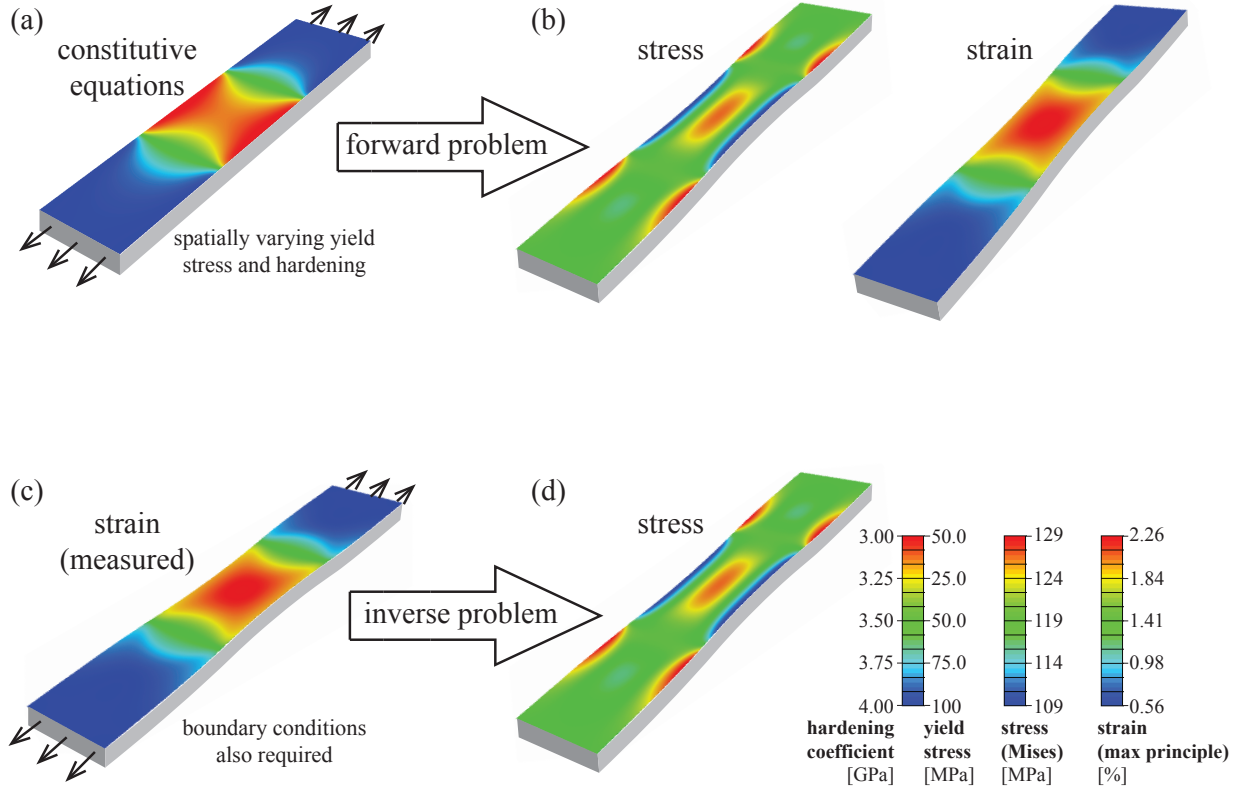 (a)
constitutive
equations
spatially varying yield
stress and hardening
forward problem
(b)
stress
strain
(c)
strain
(measured)
boundary conditions
also required
inverse problem
(d)
stress
3.00 50.0 129 2.26
3.25 25.0 124 1.84
3.50 50.0 119 1.41
3.75 75.0 114 0.98
4.00 100 109 0.56
hardening yield stress strain
coefficient stress (Mises) (max principle)
[GPa] [MPa] [MPa] [%]